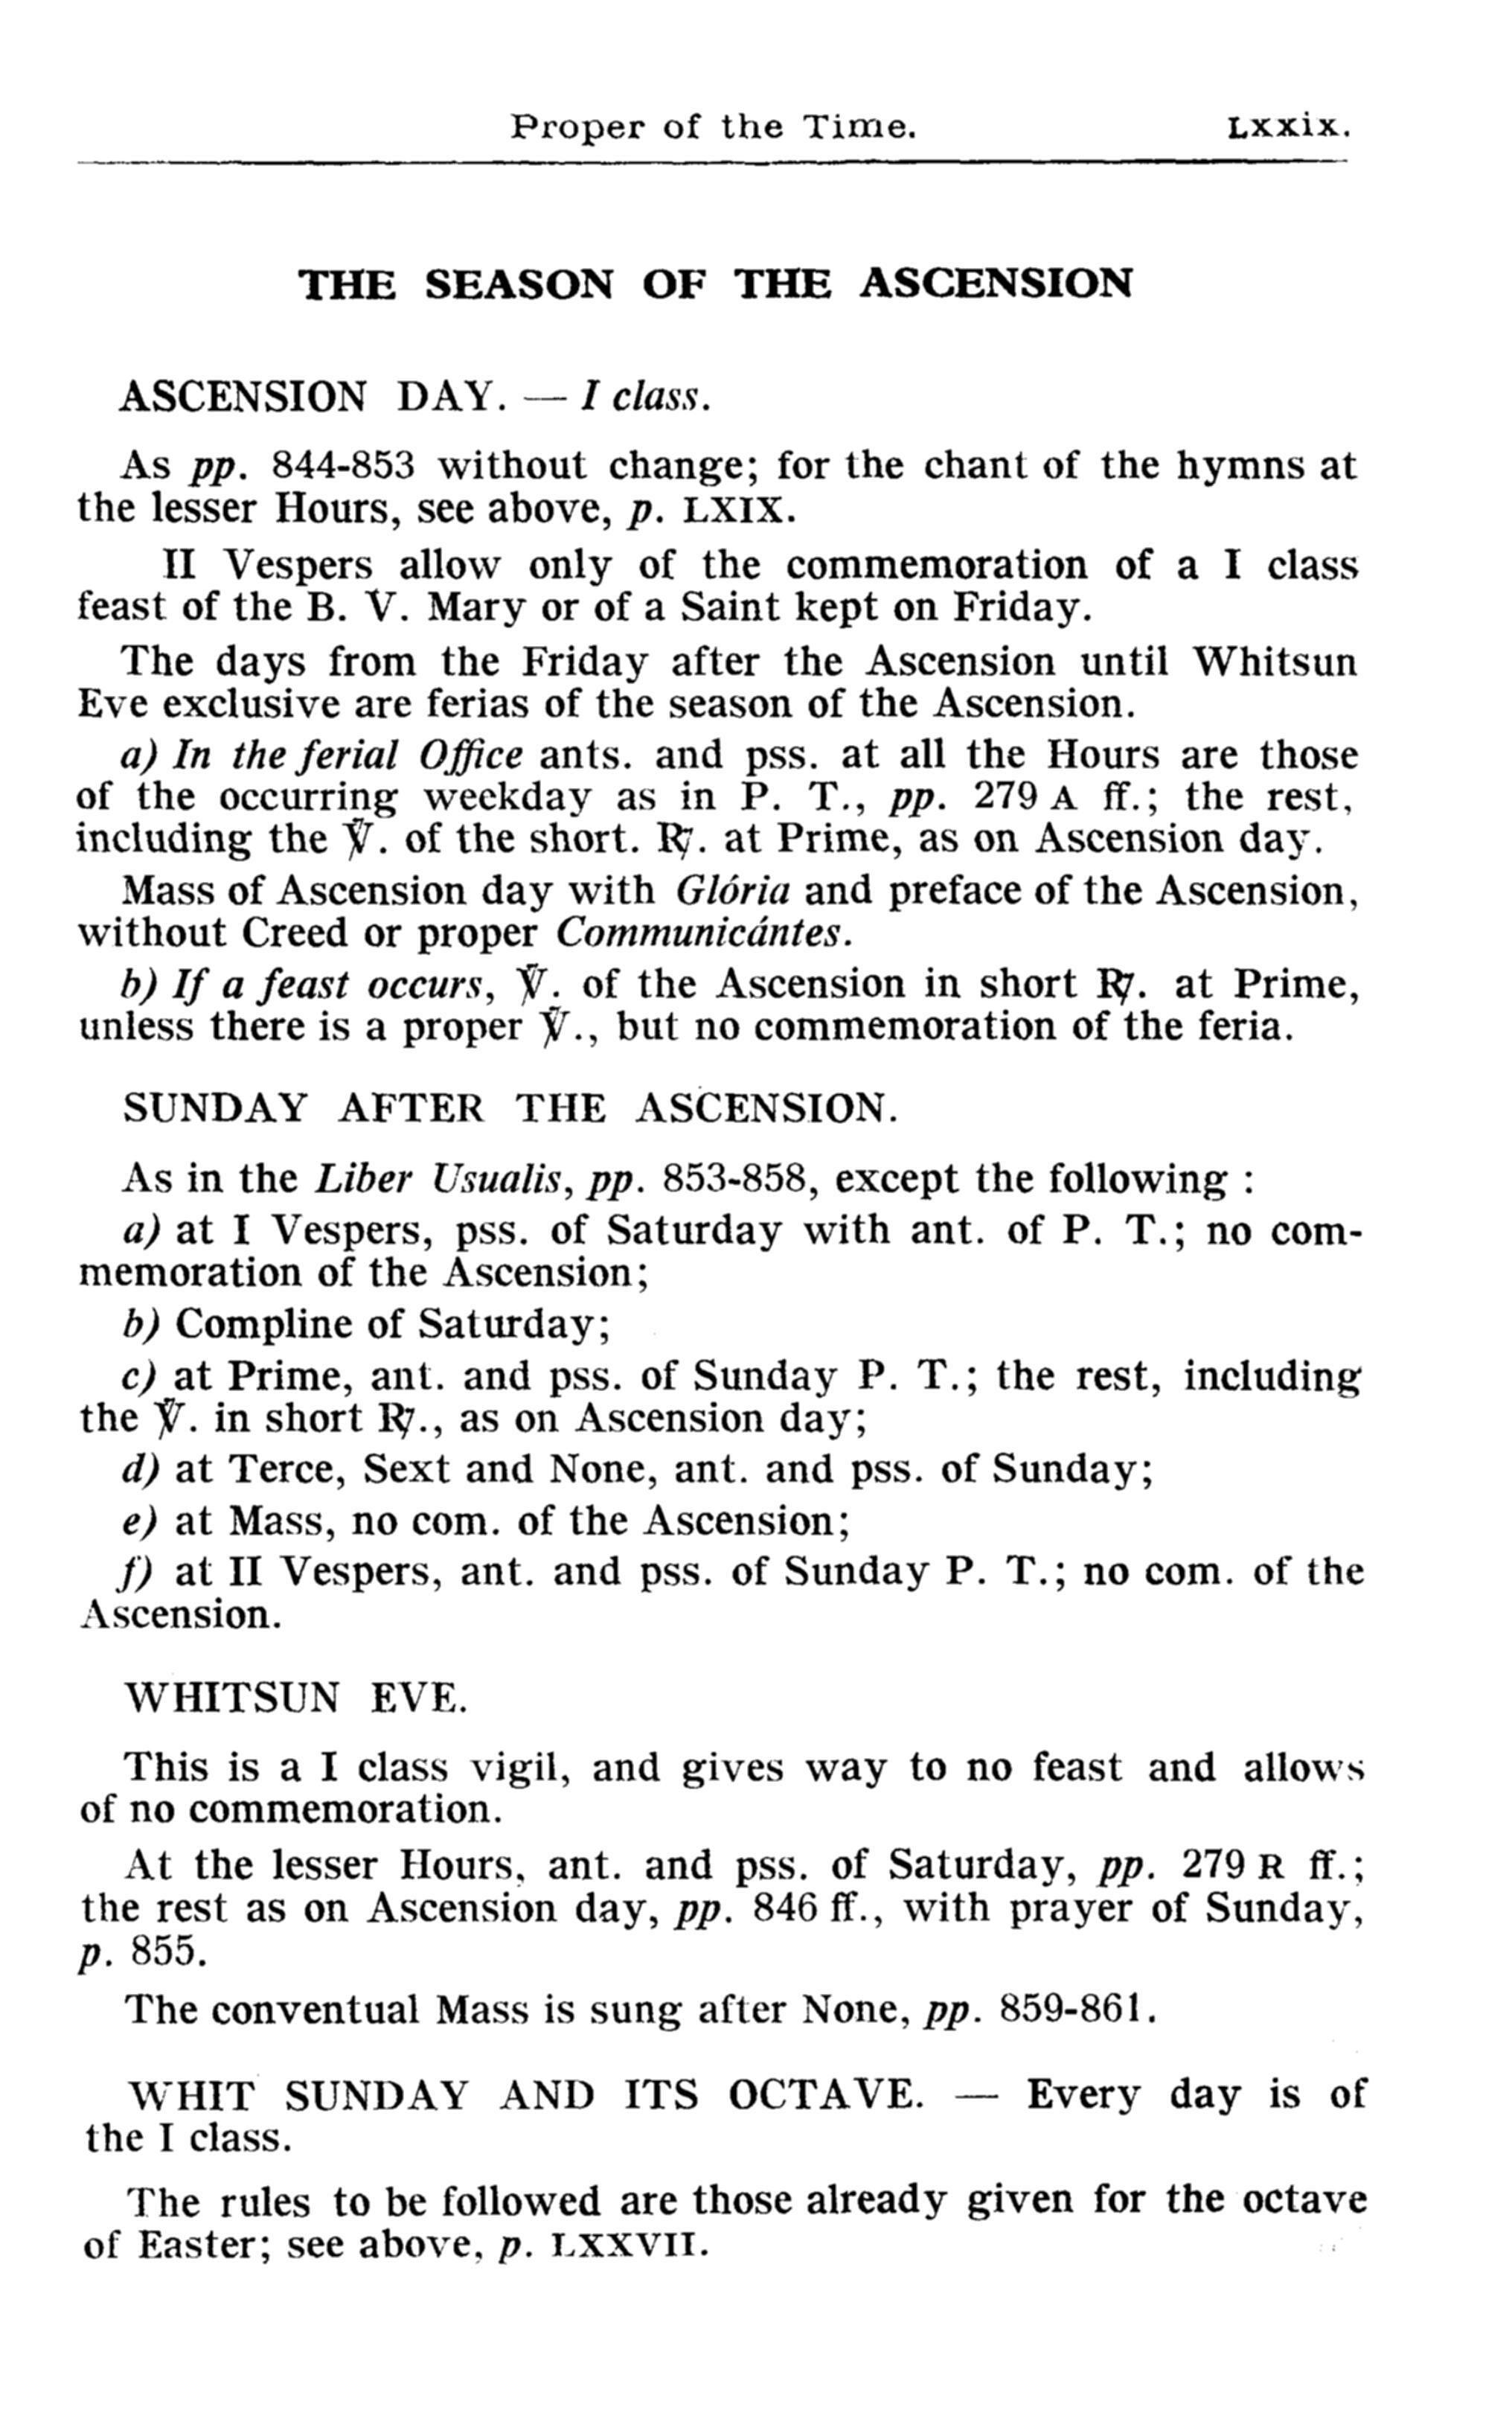 Proper of the Time. Lxxix.
THE SEASON OF THE ASCENSION
ASCENSION DAY. — I class.
As pp. 844-853 without change; for the chant of the hymns at
the lesser Hours, see above, p. LXIX.
II Vespers allow only of the commemoration of a I class
feast of the B. V. Mary or of a Saint kept on Friday.
The days from the Friday after the Ascension until Whitsun
Eve exclusive are ferias of the season of the Ascension.
a) In the ferial Office ants. and pss. at all the Hours are those
of the occurring weekday as in P. T., pp. 279 A ff.; the rest,
including the ℣. of the short. ℟. at Prime, as on Ascension day.
Mass of Ascension day with Glória and preface of the Ascension,
without Creed or proper Communicántes.
b) If a feast occurs, ℣. of the Ascension in short ℟. at Prime,
unless there is a proper ℣., but no commemoration of the feria.
SUNDAY AFTER THE ASCENSION.
As in the Liber Usualis, pp. 853-858, except the following :
a) at I Vespers, pss. of Saturday with ant. of P. T.; no com-
memoration of the Ascension;
b) Compline of Saturday;
c) at Prime, ant. and pss. of Sunday P. T.; the rest, including
the ℣. in short ℟., as on Ascension day;
d) at Terce, Sext and None, ant. and pss. of Sunday;
e) at Mass, no com. of the Ascension;
f) at II Vespers, ant. and pss. of Sunday P. T.; no com. of the
Ascension.
WHITSUN EVE.
This is a I class vigil, and gives way to no feast and allows
of no commemoration.
At the lesser Hours, ant. and pss. of Saturday, pp. 279 R ff.;
the rest as on Ascension day, pp. 846 ff., with prayer of Sunday,
p. 855.
The conventual Mass is sung after None, pp. 859-861.
WHIT SUNDAY AND ITS OCTAVE. — Every day is of
the I class.
The rules to be followed are those already given for the octave
of Easter; see above, p. LXXVII.